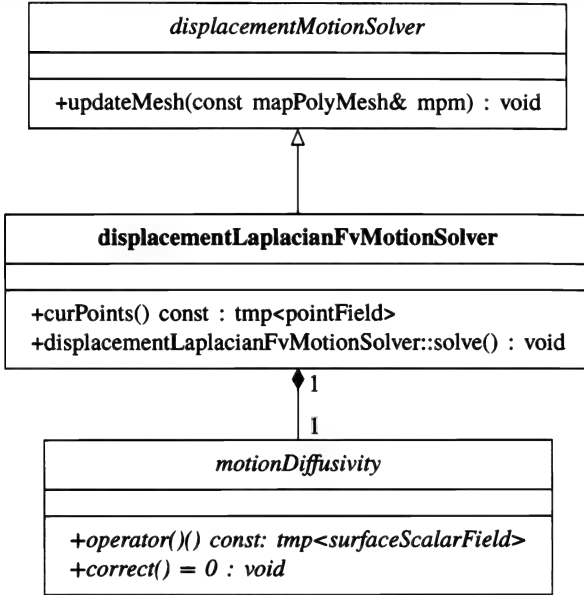 displacementMotionSolver
+updateMesh(const mapPolyMesh& mpm) : void
displacementLaplacianFvMotionSolver
+curPoints() const : tmp<pointField>
+displacementLaplacianFvMotionSolver::solve() : void
1
1
motionDiffusivity
+operator()() const: tmp<surfaceScalarField>
+correct() = 0 : void